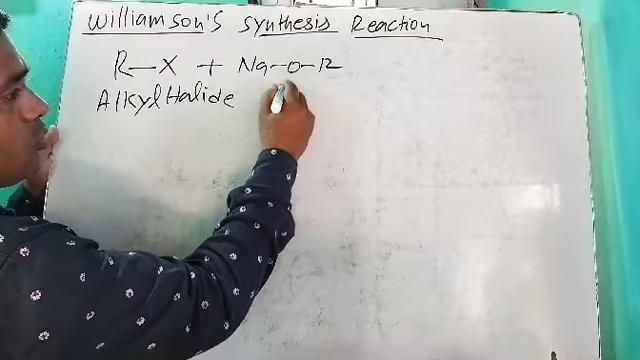 Williamson's Synthesis Reaction
R-X + Na-O-R
Alkyl Halide